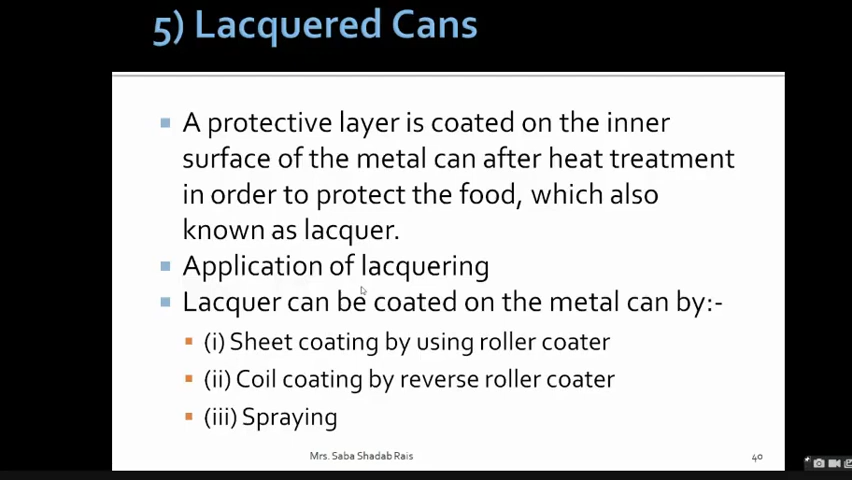 5) Lacquered Cans
A protective layer is coated on the inner
surface of the metal can after heat treatment
in order to protect the food, which also
known as lacquer.
Application of lacquering
Lacquer can be coated on the metal can by:-
(i) Sheet coating by using roller coater
(ii) Coil coating by reverse roller coater
(iii) Spraying
Mrs. Saba Shadab Rais 40